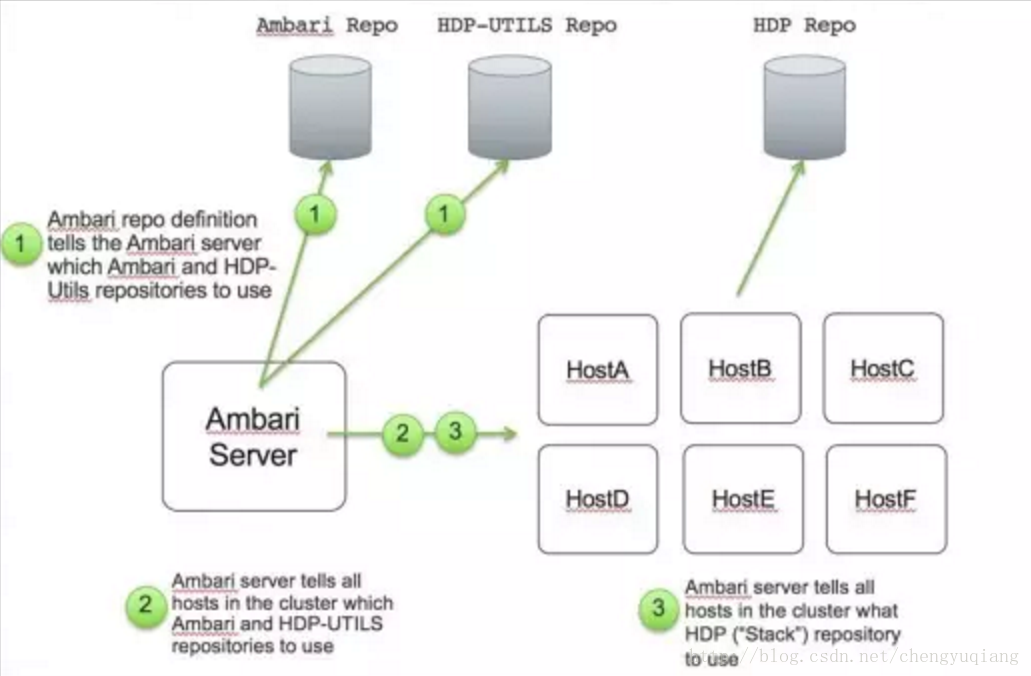 Ambari Repo
HDP-UTILS Repo
HDP Repo
1
1
1
Ambari repo definition
tells the Ambari server
which Ambari and HDP-
Utils repositories to use
Ambari
Server
2
3
HostA
HostB
HostC
HostD
HostE
HostF
2
Ambari server tells all
hosts in the cluster which
Ambari and HDP-UTILS
repositories to use
3
Ambari server tells all
hosts in the cluster what
HDP ("Stack") repository
to use
http://blog.csdn.net/chengyuqiang